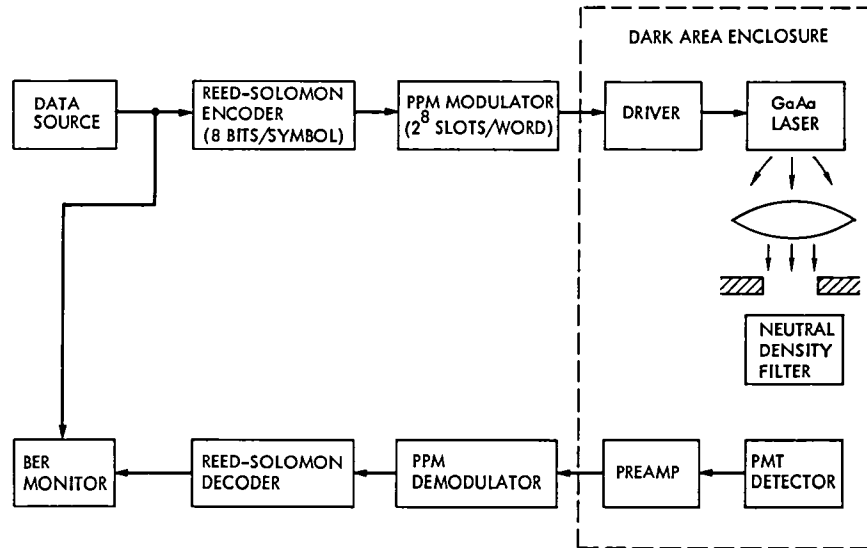 DARK AREA ENCLOSURE
DATA
SOURCE
REED-SOLOMON
ENCODER
(8 BITS/SYMBOL)
PPM MODULATOR
(2⁸ SLOTS/WORD)
DRIVER
GaAa
LASER
NEUTRAL
DENSITY
FILTER
BER
MONITOR
REED-SOLOMON
DECODER
PPM
DEMODULATOR
PREAMP
PMT
DETECTOR